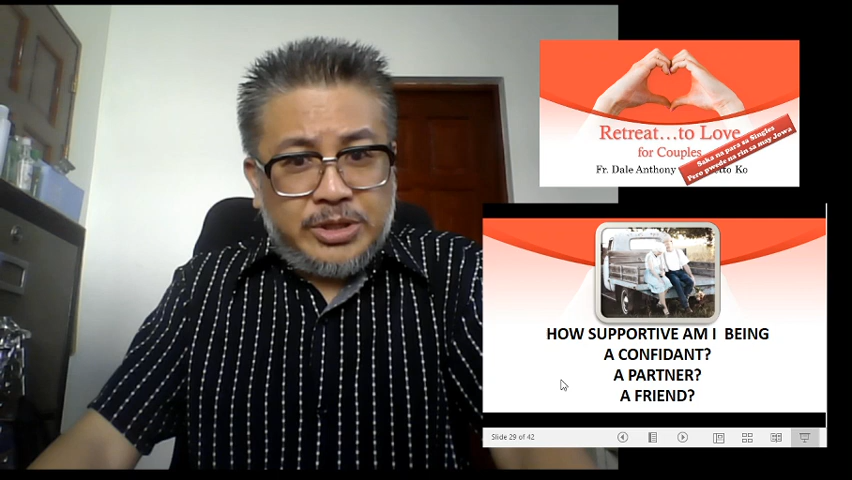 Retreat...to Love
for Couples
Saka na para sa Singles
Pero pwede na rin sa may Jowa
Fr. Dale Anthony Ko
HOW SUPPORTIVE AM I BEING
A CONFIDANT?
A PARTNER?
A FRIEND?
Slide 29 of 42